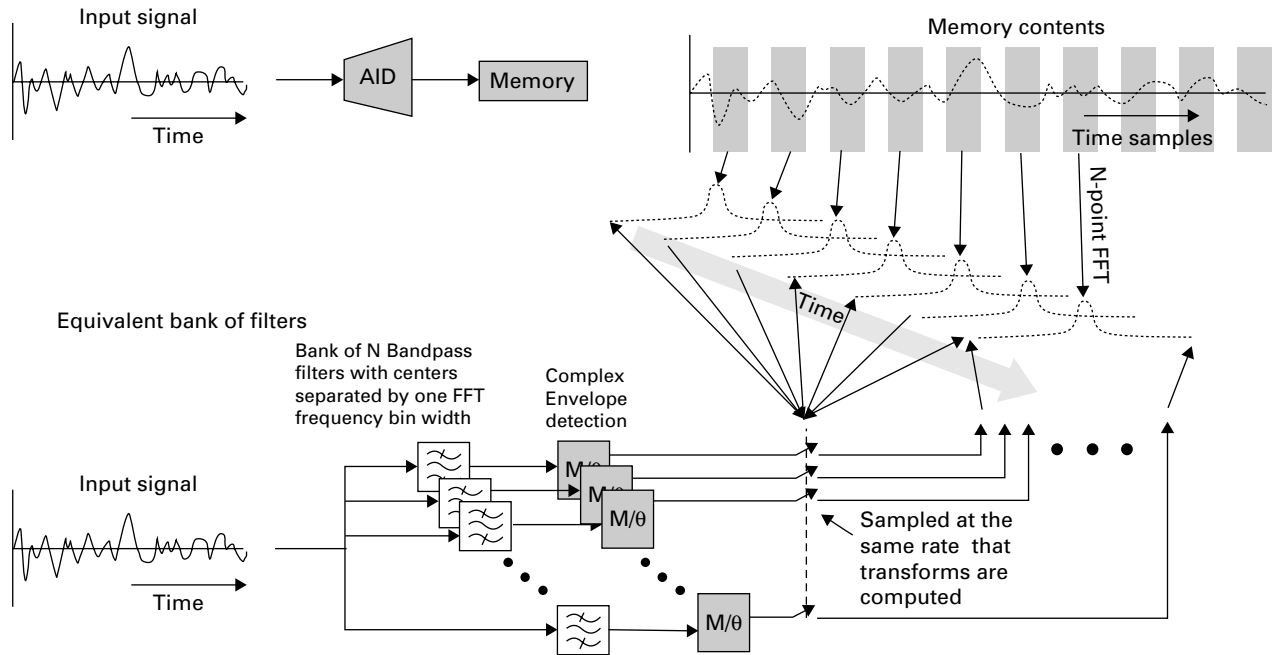 Input signal
Time
AID
Memory
Memory contents
Time samples
N-point FFT
Time
Equivalent bank of filters
Bank of N Bandpass
filters with centers
separated by one FFT
frequency bin width
Complex
Envelope
detection
Input signal
Time
M/θ
M/θ
M/θ
M/θ
Sampled at the
same rate that
transforms are
computed